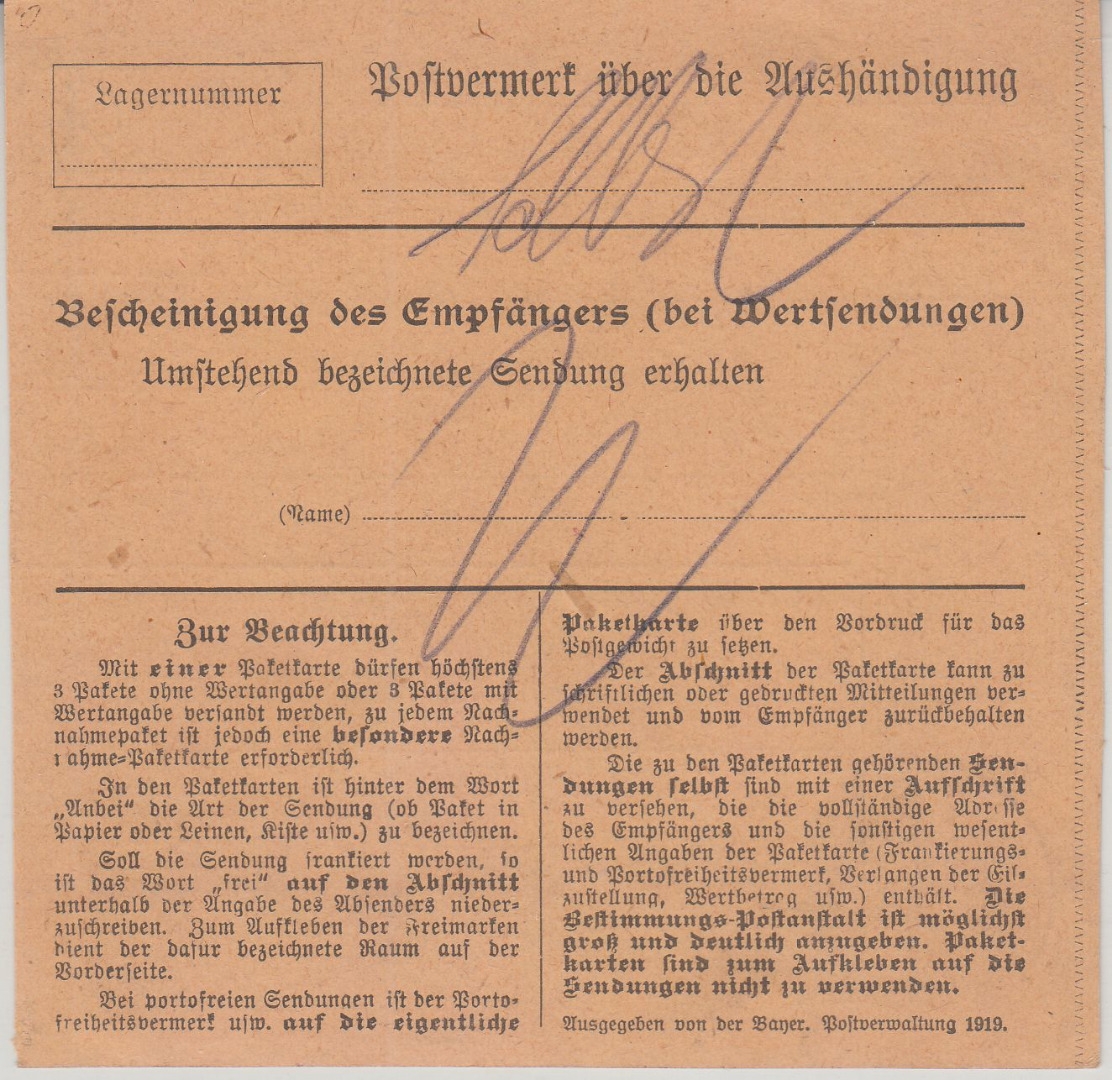 Lagernummer
Postvermerk über die Aushändigung
Bescheinigung des Empfängers (bei Wertsendungen)
Umstehend bezeichnete Sendung erhalten
(Name)
Zur Beachtung.
Mit einer Paketkarte dürfen höchstens
3 Pakete ohne Wertangabe oder 3 Pakete mit
Wertangabe versandt werden, zu jedem Nach-
nahmepaket ist jedoch eine besondere Nach-
nahme-Paketkarte erforderlich.
In den Paketkarten ist hinter dem Wort
„Anbei“ die Art der Sendung (ob Paket in
Papier oder Leinen, Kiste usw.) zu bezeichnen.
Soll die Sendung frankiert werden, so
ist das Wort „frei“ auf den Abschnitt
unterhalb der Angabe des Absenders nieder-
zuschreiben. Zum Aufkleben der Freimarken
dient der dafür bezeichnete Raum auf der
Vorderseite.
Bei portofreien Sendungen ist der Porto-
freiheitsvermerk usw. auf die eigentliche
Paketkarte über den Vordruck für das
Postgewicht zu setzen.
Der Abschnitt der Paketkarte kann zu
schriftlichen oder gedruckten Mitteilungen ver-
wendet und vom Empfänger zurückbehalten
werden.
Die zu den Paketkarten gehörenden Sen-
dungen selbst sind mit einer Aufschrift
zu versehen, die die vollständige Adresse
des Empfängers und die sonstigen wesent-
lichen Angaben der Paketkarte (Frankierungs-
und Portofreiheitsvermerk, Verlangen der Eil-
zustellung, Wertbetrag usw.) enthält. Die
Bestimmungs-Postanstalt ist möglichst
groß und deutlich anzugeben. Paket-
karten sind zum Aufkleben auf die
Sendungen nicht zu verwenden.
Ausgegeben von der Bayer. Postverwaltung 1919.